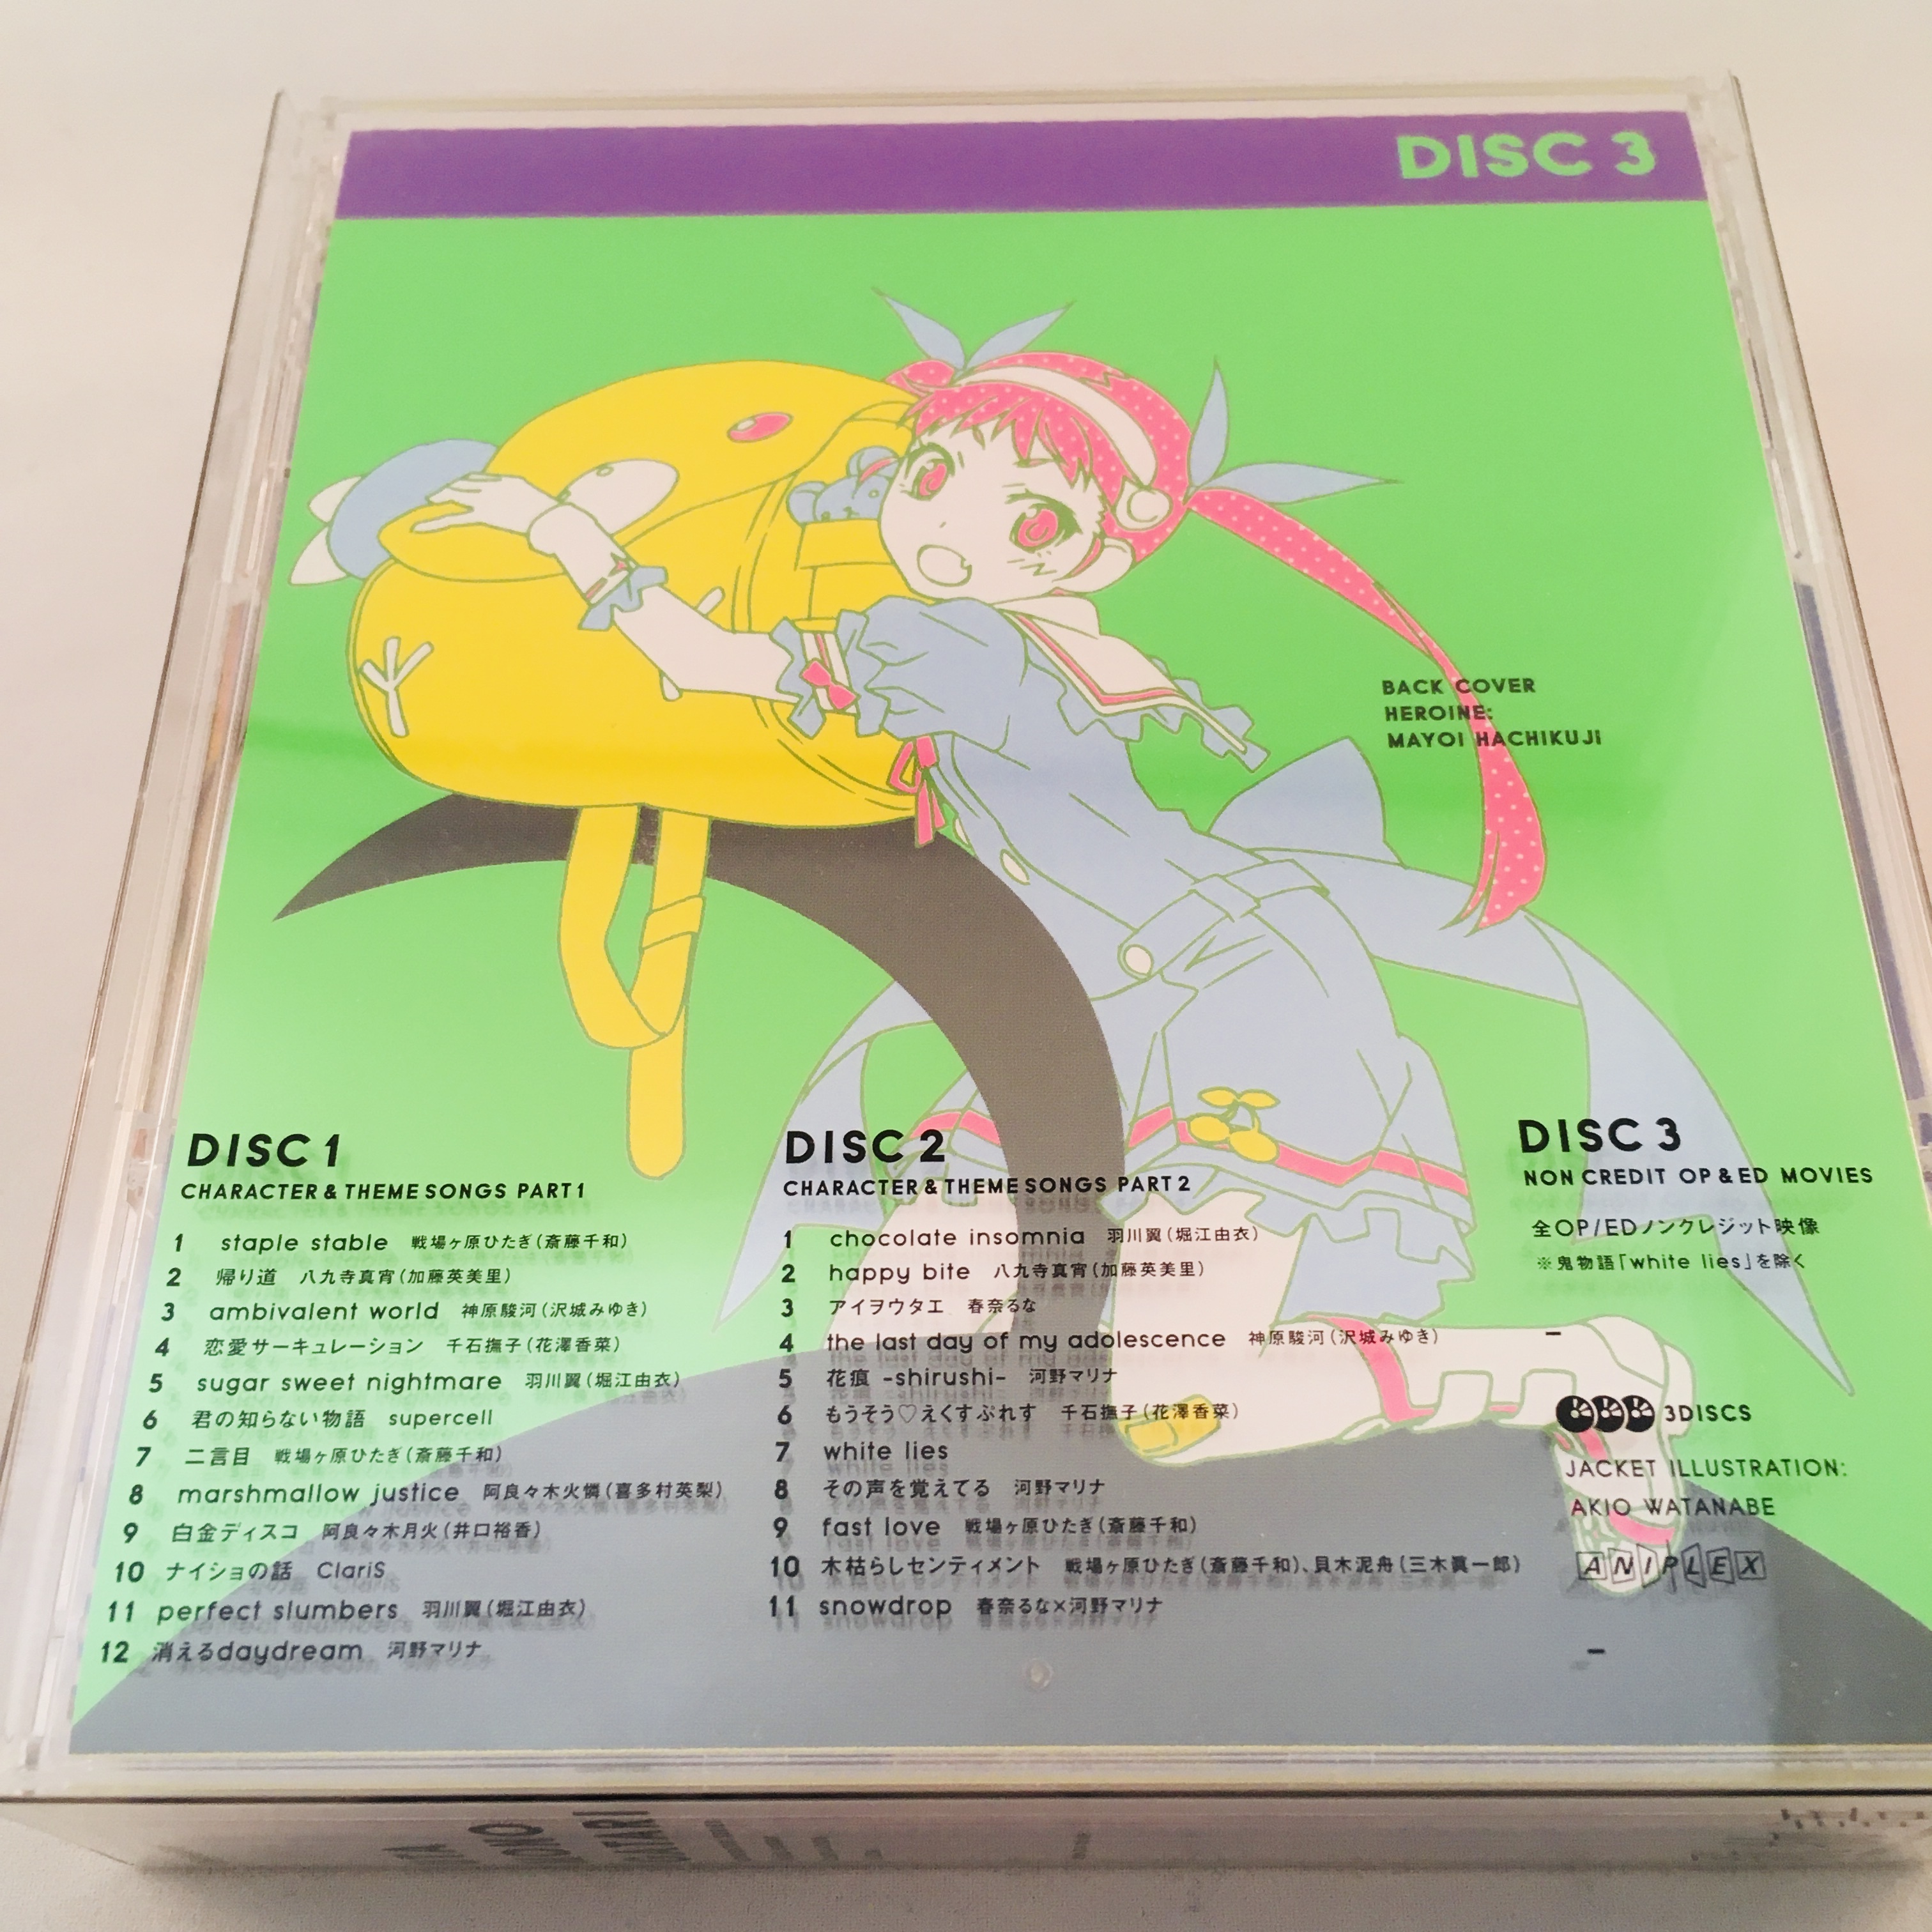 DISC 3
BACK COVER
HEROINE:
MAYOI HACHIKUJI
DISC 1
CHARACTER & THEME SONGS PART 1
1 staple stable 戦場ヶ原ひたぎ(斎藤千和)
2 帰り道 八九寺真宵(加藤英美里)
3 ambivalent world 神原駿河(沢城みゆき)
4 恋愛サーキュレーション 千石撫子(花澤香菜)
5 sugar sweet nightmare 羽川翼(堀江由衣)
6 君の知らない物語 supercell
7 二言目 戦場ヶ原ひたぎ(斎藤千和)
8 marshmallow justice 阿良々木火憐(喜多村英梨)
9 白金ディスコ 阿良々木月火(井口裕香)
10 ナイショの話 ClariS
11 perfect slumbers 羽川翼(堀江由衣)
12 消えるdaydream 河野マリナ
DISC 2
CHARACTER & THEME SONGS PART 2
1 chocolate insomnia 羽川翼(堀江由衣)
2 happy bite 八九寺真宵(加藤英美里)
3 アイヲウタエ 春奈るな
4 the last day of my adolescence 神原駿河(沢城みゆき)
5 花痕 -shirushi- 河野マリナ
6 もうそう♡えくすぷれす 千石撫子(花澤香菜)
7 white lies
8 その声を覚えてる 河野マリナ
9 fast love 戦場ヶ原ひたぎ(斎藤千和)
10 木枯らしセンティメント 戦場ヶ原ひたぎ(斎藤千和)、貝木泥舟(三木眞一郎)
11 snowdrop 春奈るな×河野マリナ
DISC 3
NON CREDIT OP & ED MOVIES
全OP/EDノンクレジット映像
※鬼物語「white lies」を除く
3DISCS
JACKET ILLUSTRATION:
AKIO WATANABE
ANIPLEX